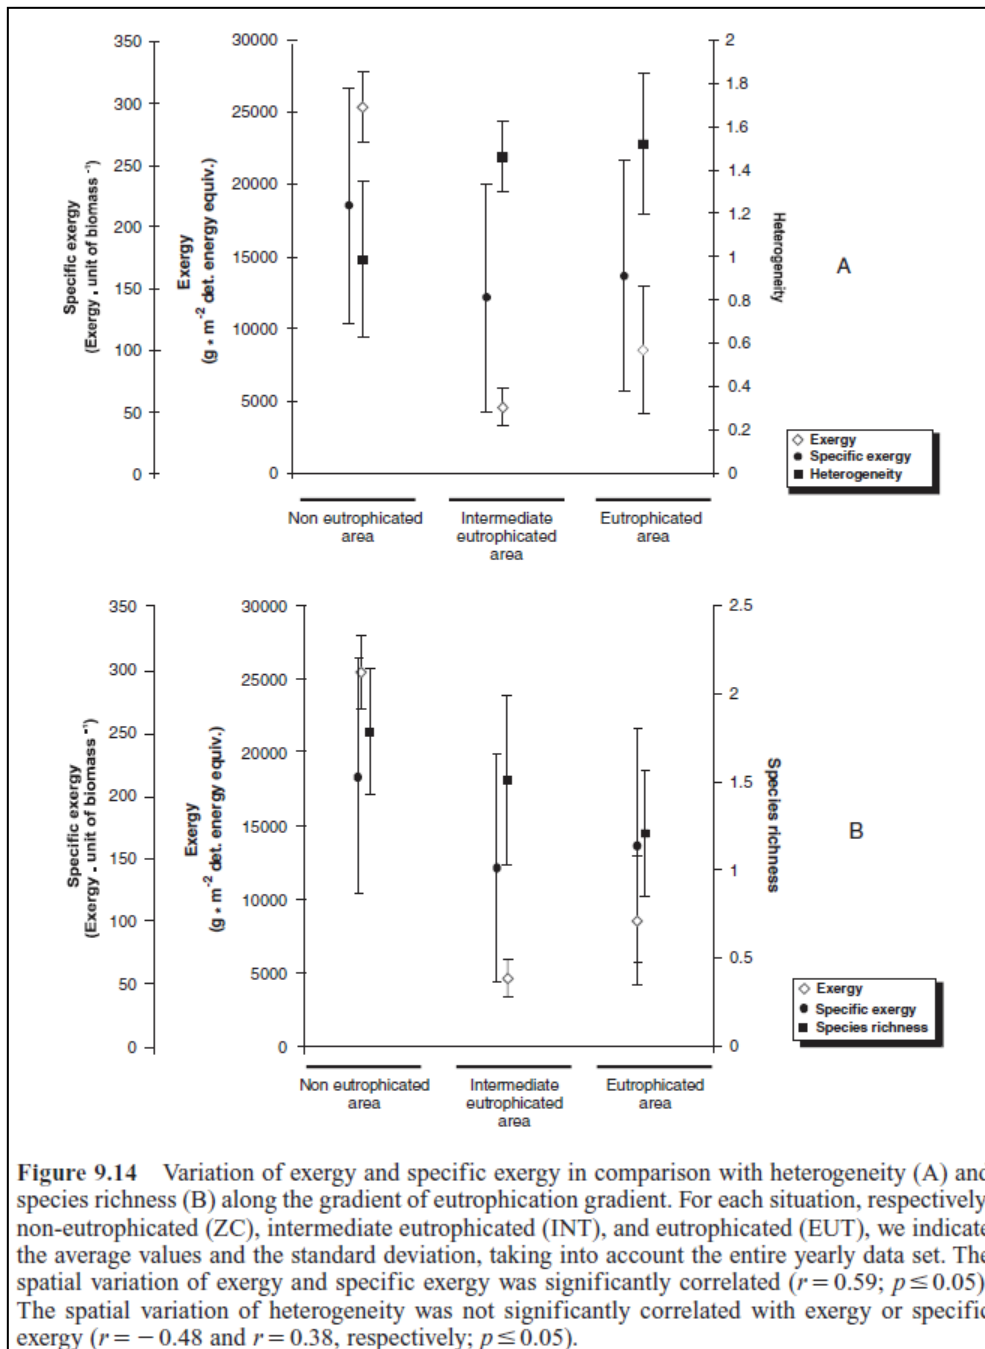 350
300
250
200
150
100
50
0
Specific exergy
(Exergy . unit of biomass ⁻¹)
30000
25000
20000
15000
10000
5000
0
Exergy
(g * m⁻² det. energy equiv.)
2
1.8
1.6
1.4
1.2
1
0.8
0.6
0.4
0.2
0
Heterogeneity
A
Exergy
Specific exergy
Heterogeneity
Non eutrophicated
area
Intermediate
eutrophicated
area
Eutrophicated
area
350
300
250
200
150
100
50
0
Specific exergy
(Exergy . unit of biomass ⁻¹)
30000
25000
20000
15000
10000
5000
0
Exergy
(g * m⁻² det. energy equiv.)
2.5
2
1.5
1
0.5
0
Species richness
B
Exergy
Specific exergy
Species richness
Non eutrophicated
area
Intermediate
eutrophicated
area
Eutrophicated
area
Figure 9.14 Variation of exergy and specific exergy in comparison with heterogeneity (A) and
species richness (B) along the gradient of eutrophication gradient. For each situation, respectively
non-eutrophicated (ZC), intermediate eutrophicated (INT), and eutrophicated (EUT), we indicate
the average values and the standard deviation, taking into account the entire yearly data set. The
spatial variation of exergy and specific exergy was significantly correlated (r = 0.59; p ≤ 0.05)
The spatial variation of heterogeneity was not significantly correlated with exergy or specific
exergy (r = − 0.48 and r = 0.38, respectively; p ≤ 0.05).